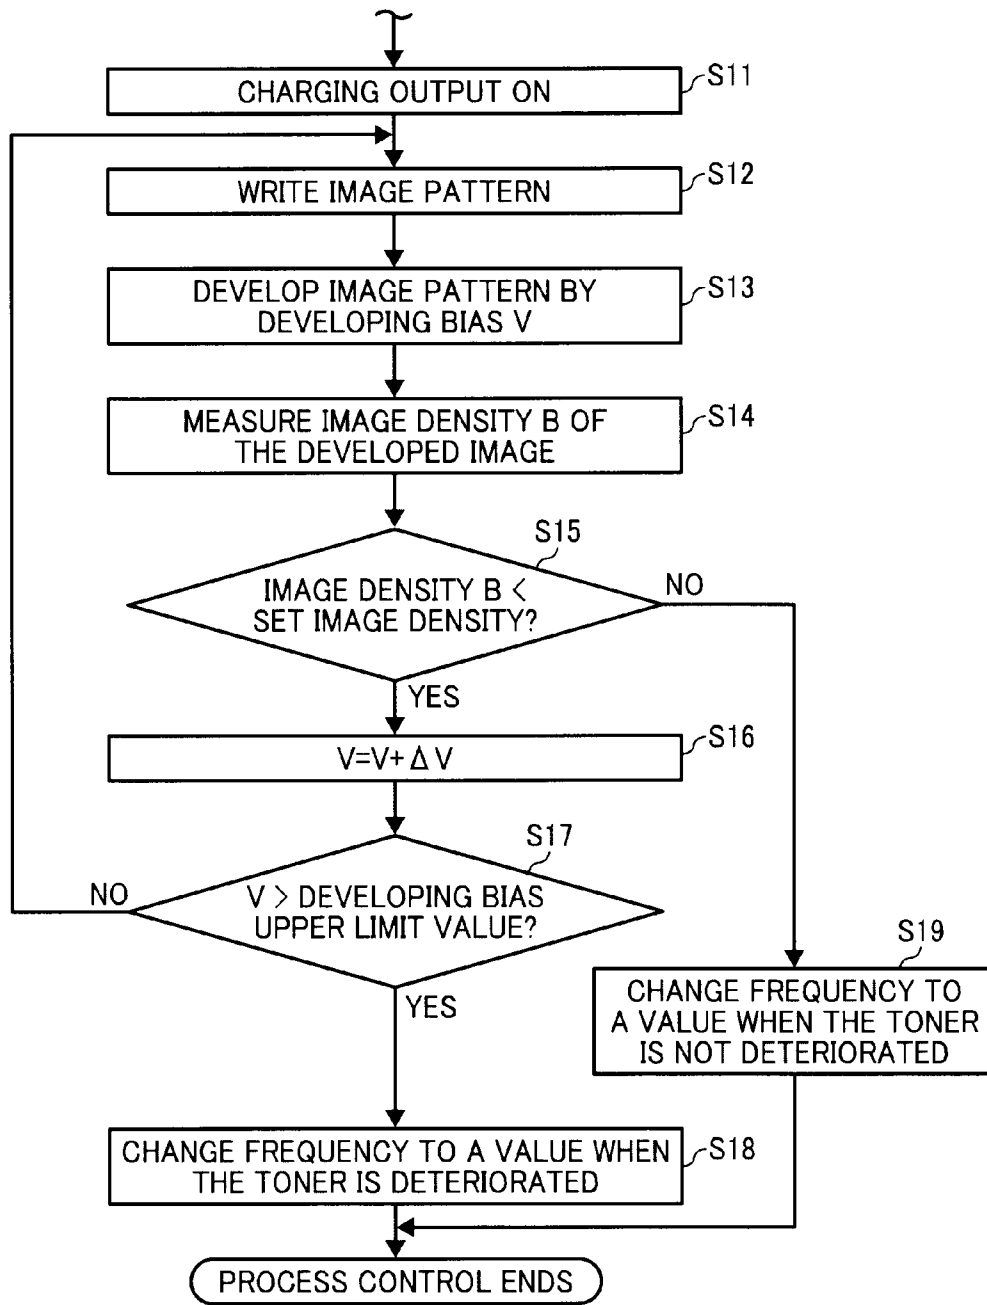 CHARGING OUTPUT ON
S11
WRITE IMAGE PATTERN
S12
DEVELOP IMAGE PATTERN BY
DEVELOPING BIAS V
S13
MEASURE IMAGE DENSITY B OF
THE DEVELOPED IMAGE
S14
S15
IMAGE DENSITY B <
SET IMAGE DENSITY?
NO
YES
V=V+ΔV
S16
S17
V > DEVELOPING BIAS
UPPER LIMIT VALUE?
NO
YES
S19
CHANGE FREQUENCY TO
A VALUE WHEN THE TONER
IS NOT DETERIORATED
CHANGE FREQUENCY TO A VALUE WHEN
THE TONER IS DETERIORATED
S18
PROCESS CONTROL ENDS